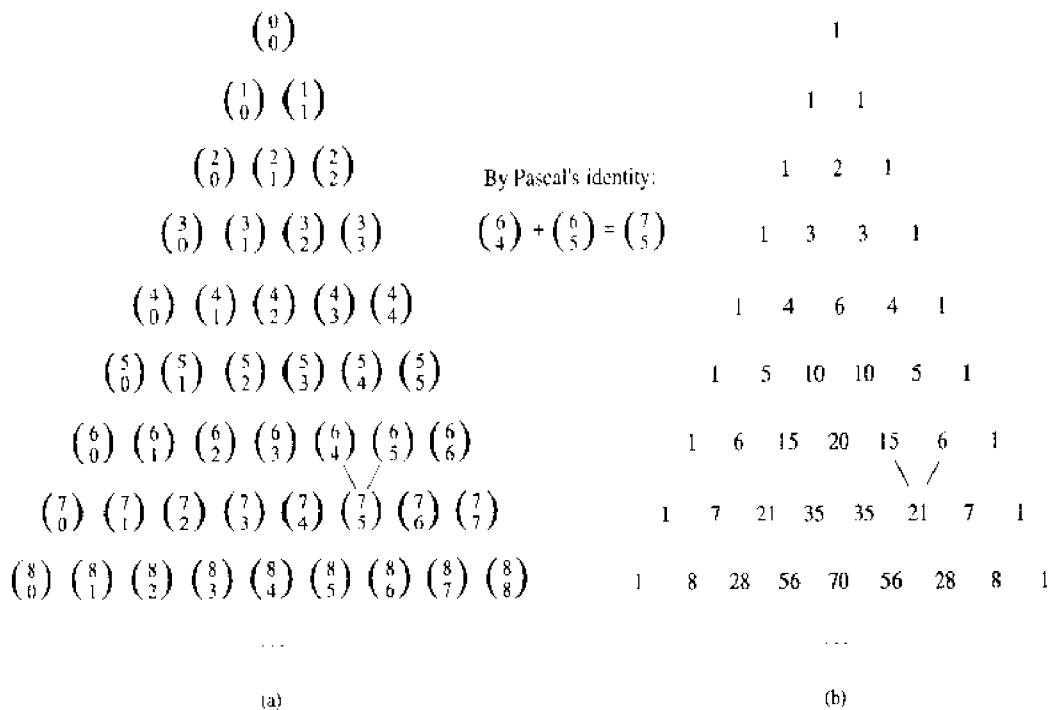 (0 0) 1
(1 0) (1 1) 1 1
(2 0) (2 1) (2 2) By Pascal's identity: 1 2 1
(3 0) (3 1) (3 2) (3 3) (6 4) + (6 5) = (7 5) 1 3 3 1
(4 0) (4 1) (4 2) (4 3) (4 4) 1 4 6 4 1
(5 0) (5 1) (5 2) (5 3) (5 4) (5 5) 1 5 10 10 5 1
(6 0) (6 1) (6 2) (6 3) (6 4) (6 5) (6 6) 1 6 15 20 15 6 1
(7 0) (7 1) (7 2) (7 3) (7 4) (7 5) (7 6) (7 7) 1 7 21 35 35 21 7 1
(8 0) (8 1) (8 2) (8 3) (8 4) (8 5) (8 6) (8 7) (8 8) 1 8 28 56 70 56 28 8 1
... ...
(a) (b)